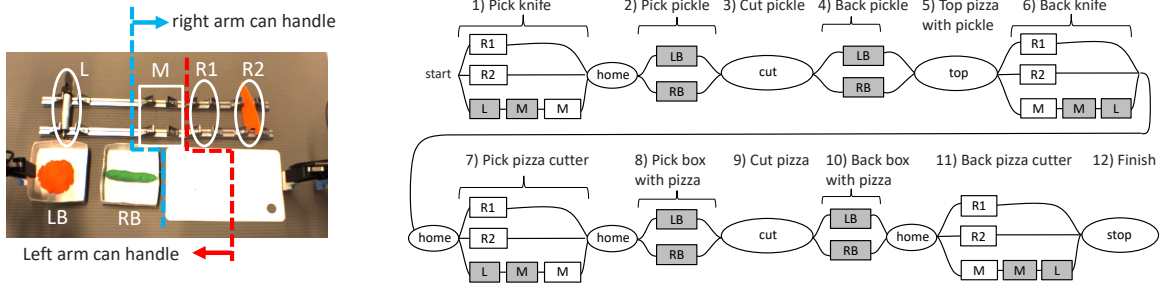 right arm can handle
L M R1 R2
LB RB
Left arm can handle
1) Pick knife 2) Pick pickle 3) Cut pickle 4) Back pickle 5) Top pizza with pickle 6) Back knife
R1 LB LB R1
start R2 home cut top R2
RB RB
L M M M M L
7) Pick pizza cutter 8) Pick box with pizza 9) Cut pizza 10) Back box with pizza 11) Back pizza cutter 12) Finish
R1 LB LB R1
home R2 home cut home R2 stop
RB RB
L M M M M L